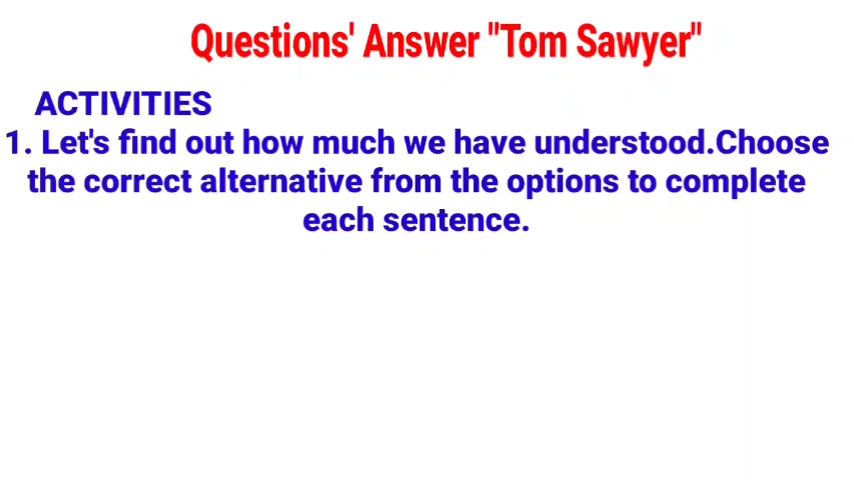 Questions' Answer "Tom Sawyer"
ACTIVITIES
1. Let's find out how much we have understood.Choose
the correct alternative from the options to complete
each sentence.